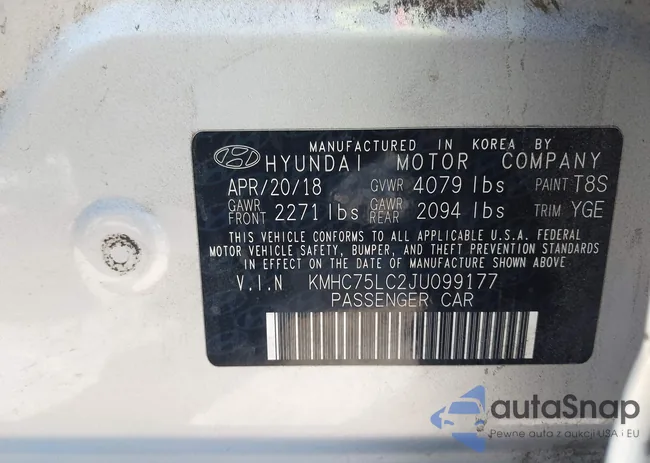 MANUFACTURED IN KOREA BY
HYUNDAI MOTOR COMPANY
APR/20/18 GVWR 4079 lbs PAINT T8S
GAWR FRONT 2271 lbs GAWR REAR 2094 lbs TRIM YGE
THIS VEHICLE CONFORMS TO ALL APPLICABLE U.S.A. FEDERAL
MOTOR VEHICLE SAFETY, BUMPER, AND THEFT PREVENTION STANDARDS
IN EFFECT ON THE DATE OF MANUFACTURE SHOWN ABOVE
V.I.N KMHC75LC2JU099177
PASSENGER CAR
autaSnap
Pewne auta z aukcji USA i EU